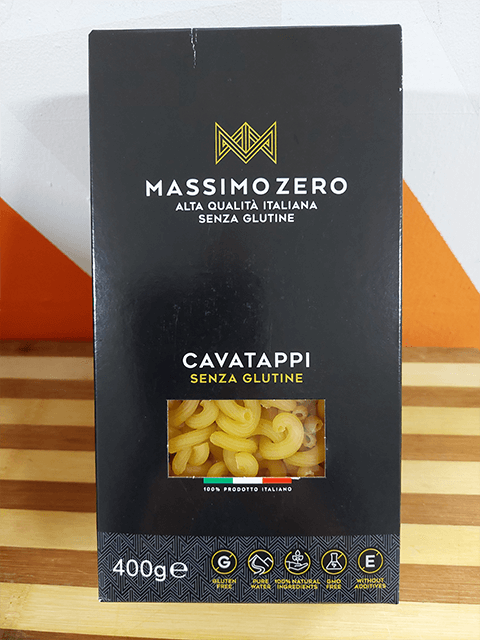 MASSIMO ZERO
ALTA QUALITÀ ITALIANA
SENZA GLUTINE
CAVATAPPI
SENZA GLUTINE
100% PRODOTTO ITALIANO
400g℮
G
E
GLUTEN FREE
PURE WATER
100% NATURAL INGREDIENTS
GMO FREE
WITHOUT ADDITIVES